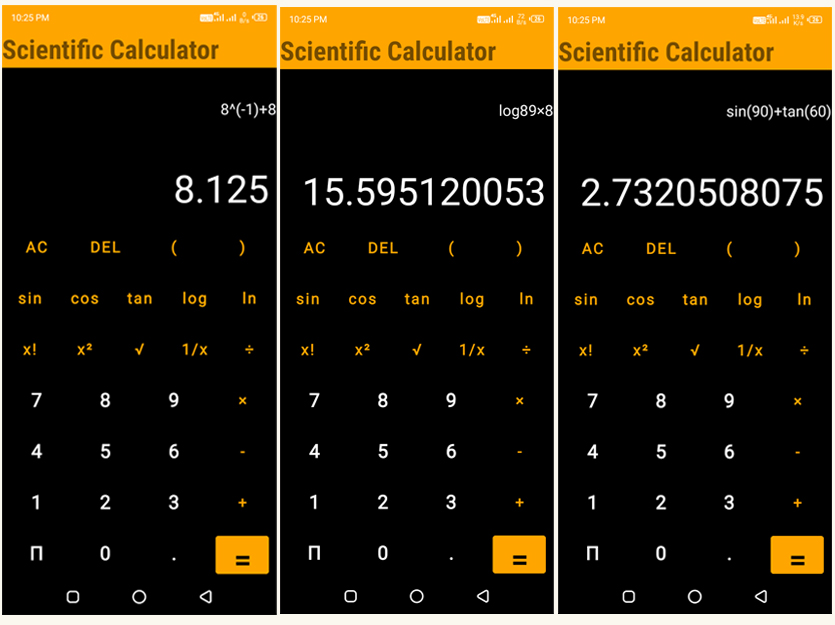 10:25 PM
Scientific Calculator
8^(-1)+8
8.125
AC DEL ( )
sin cos tan log ln
x! x² √ 1/x ÷
7 8 9 ×
4 5 6 -
1 2 3 +
Π 0 . =
10:25 PM
Scientific Calculator
log89×8
15.595120053
AC DEL ( )
sin cos tan log ln
x! x² √ 1/x ÷
7 8 9 ×
4 5 6 -
1 2 3 +
Π 0 . =
10:25 PM
Scientific Calculator
sin(90)+tan(60)
2.7320508075
AC DEL ( )
sin cos tan log ln
x! x² √ 1/x ÷
7 8 9 ×
4 5 6 -
1 2 3 +
Π 0 . =